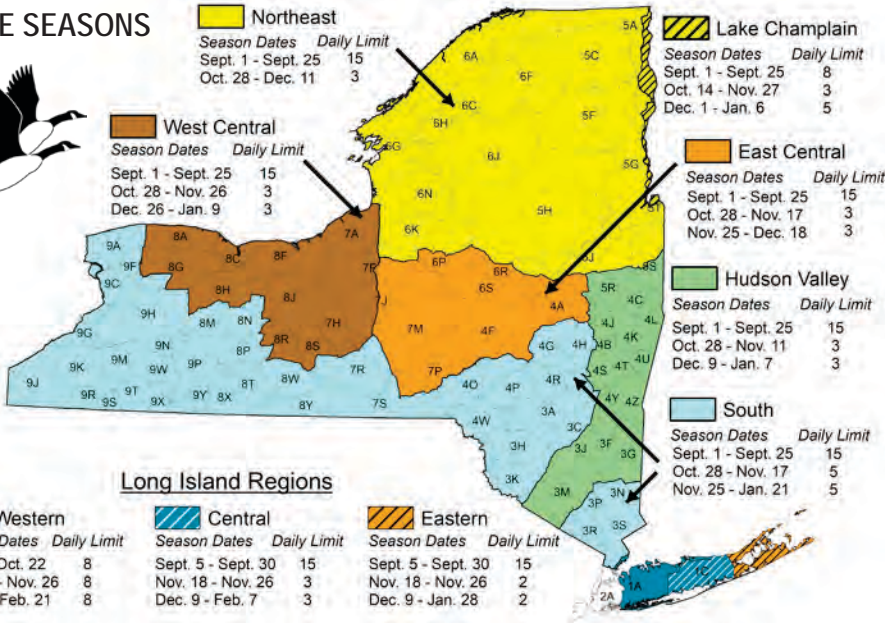 E SEASONS
Northeast
Season Dates Daily Limit
Sept. 1 - Sept. 25 15
Oct. 28 - Dec. 11 3
Lake Champlain
Season Dates Daily Limit
Sept. 1 - Sept. 25 8
Oct. 14 - Nov. 27 3
Dec. 1 - Jan. 6 5
West Central
Season Dates Daily Limit
Sept. 1 - Sept. 25 15
Oct. 28 - Nov. 26 3
Dec. 26 - Jan. 9 3
East Central
Season Dates Daily Limit
Sept. 1 - Sept. 25 15
Oct. 28 - Nov. 17 3
Nov. 25 - Dec. 18 3
Hudson Valley
Season Dates Daily Limit
Sept. 1 - Sept. 25 15
Oct. 28 - Nov. 11 3
Dec. 9 - Jan. 7 3
South
Season Dates Daily Limit
Sept. 1 - Sept. 25 15
Oct. 28 - Nov. 17 5
Nov. 25 - Jan. 21 5
5A
6A 5C
6F
6C 5F
6H
6G 6J 5G
6N
5H
6K
9A 8A 7A
9F 8G 8C 8F 6P 6R
9C 8H 8J 6S 5R 4C
9H 8M 8N 7H 7M 4F 4A 4J 4L
9G 8R 8S 4G 4H 4B 4K
9N 8P 4U
9M 9P 7R 7P 4S 4T
9K 9W 8T 8W 4O 4P 4R
9J 9R 9S 9T 9X 9Y 8X 8Y 7S 4Y 4Z
4W 3A 3C
3H 3J 3F 3G
3K 3M 3P 3N
3R 3S
1A 1C
2A
Long Island Regions
Western
Dates Daily Limit
Oct. 22 8
- Nov. 26 8
Feb. 21 8
Central
Season Dates Daily Limit
Sept. 5 - Sept. 30 15
Nov. 18 - Nov. 26 3
Dec. 9 - Feb. 7 3
Eastern
Season Dates Daily Limit
Sept. 5 - Sept. 30 15
Nov. 18 - Nov. 26 2
Dec. 9 - Jan. 28 2